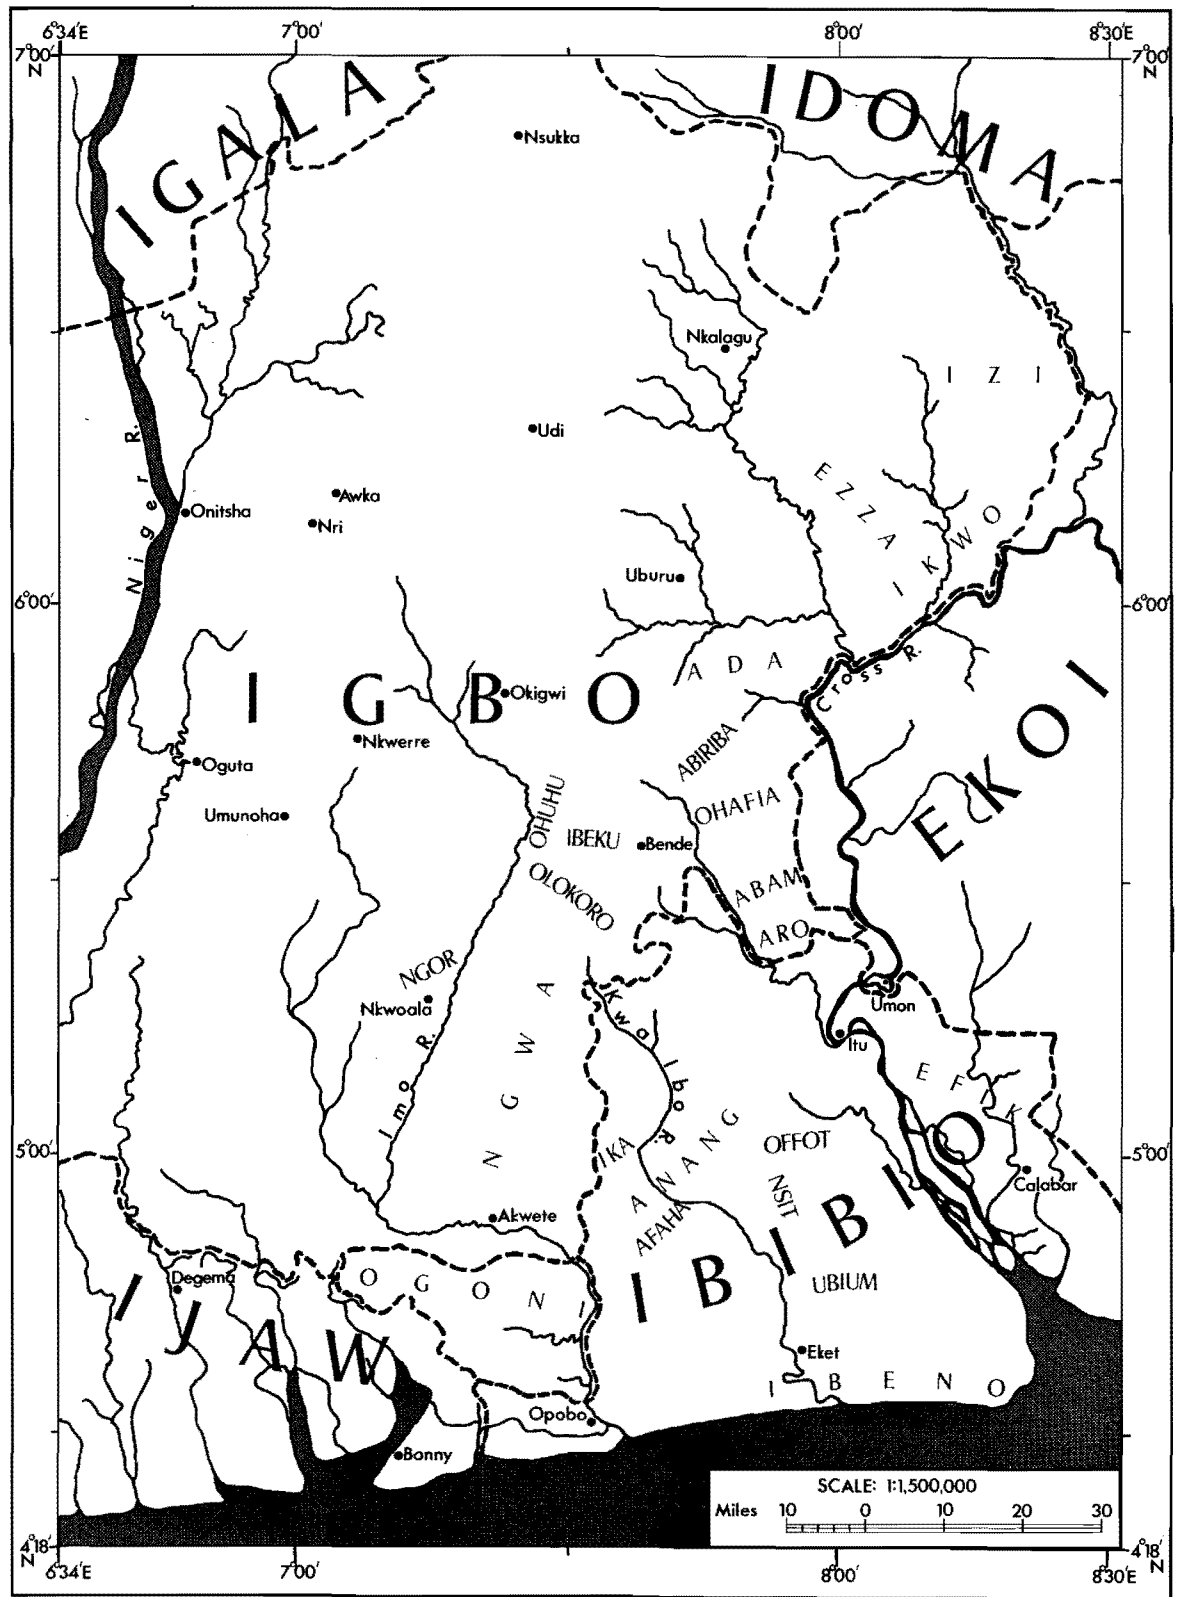 6°34'E 7°00' 8°00' 8°30'E
7°00' N 7°00' N
IGALA
IDOMA
Nsukka
Nkalagu
IZI
Udi
EZZA
Niger R.
Awka
Onitsha
Nri
IKWO
Uburu
6°00' 6°00'
ADA
Cross R.
IGBO
Okigwi
EKOI
Nkwerre
ABIRIBA
Oguta
OHUHU
OHAFIA
Umunoha
IBEKU
Bende
OLOKORO
ABAM
ARO
NGOR
Nkwoala
NGWA
Kwa Ibo R.
Umon
Itu
Imo R.
EFIK
5°00' 5°00'
IKA
ANANG
OFFOT
Calabar
NSIT
AFAHA
Akwete
IBIBIO
UBIUM
Degema
OGONI
IJAW
Eket
IBENO
Opobo
Bonny
SCALE: 1:1,500,000
Miles 10 0 10 20 30
4°18' N 4°18' N
6°34'E 7°00' 8°00' 8°30'E